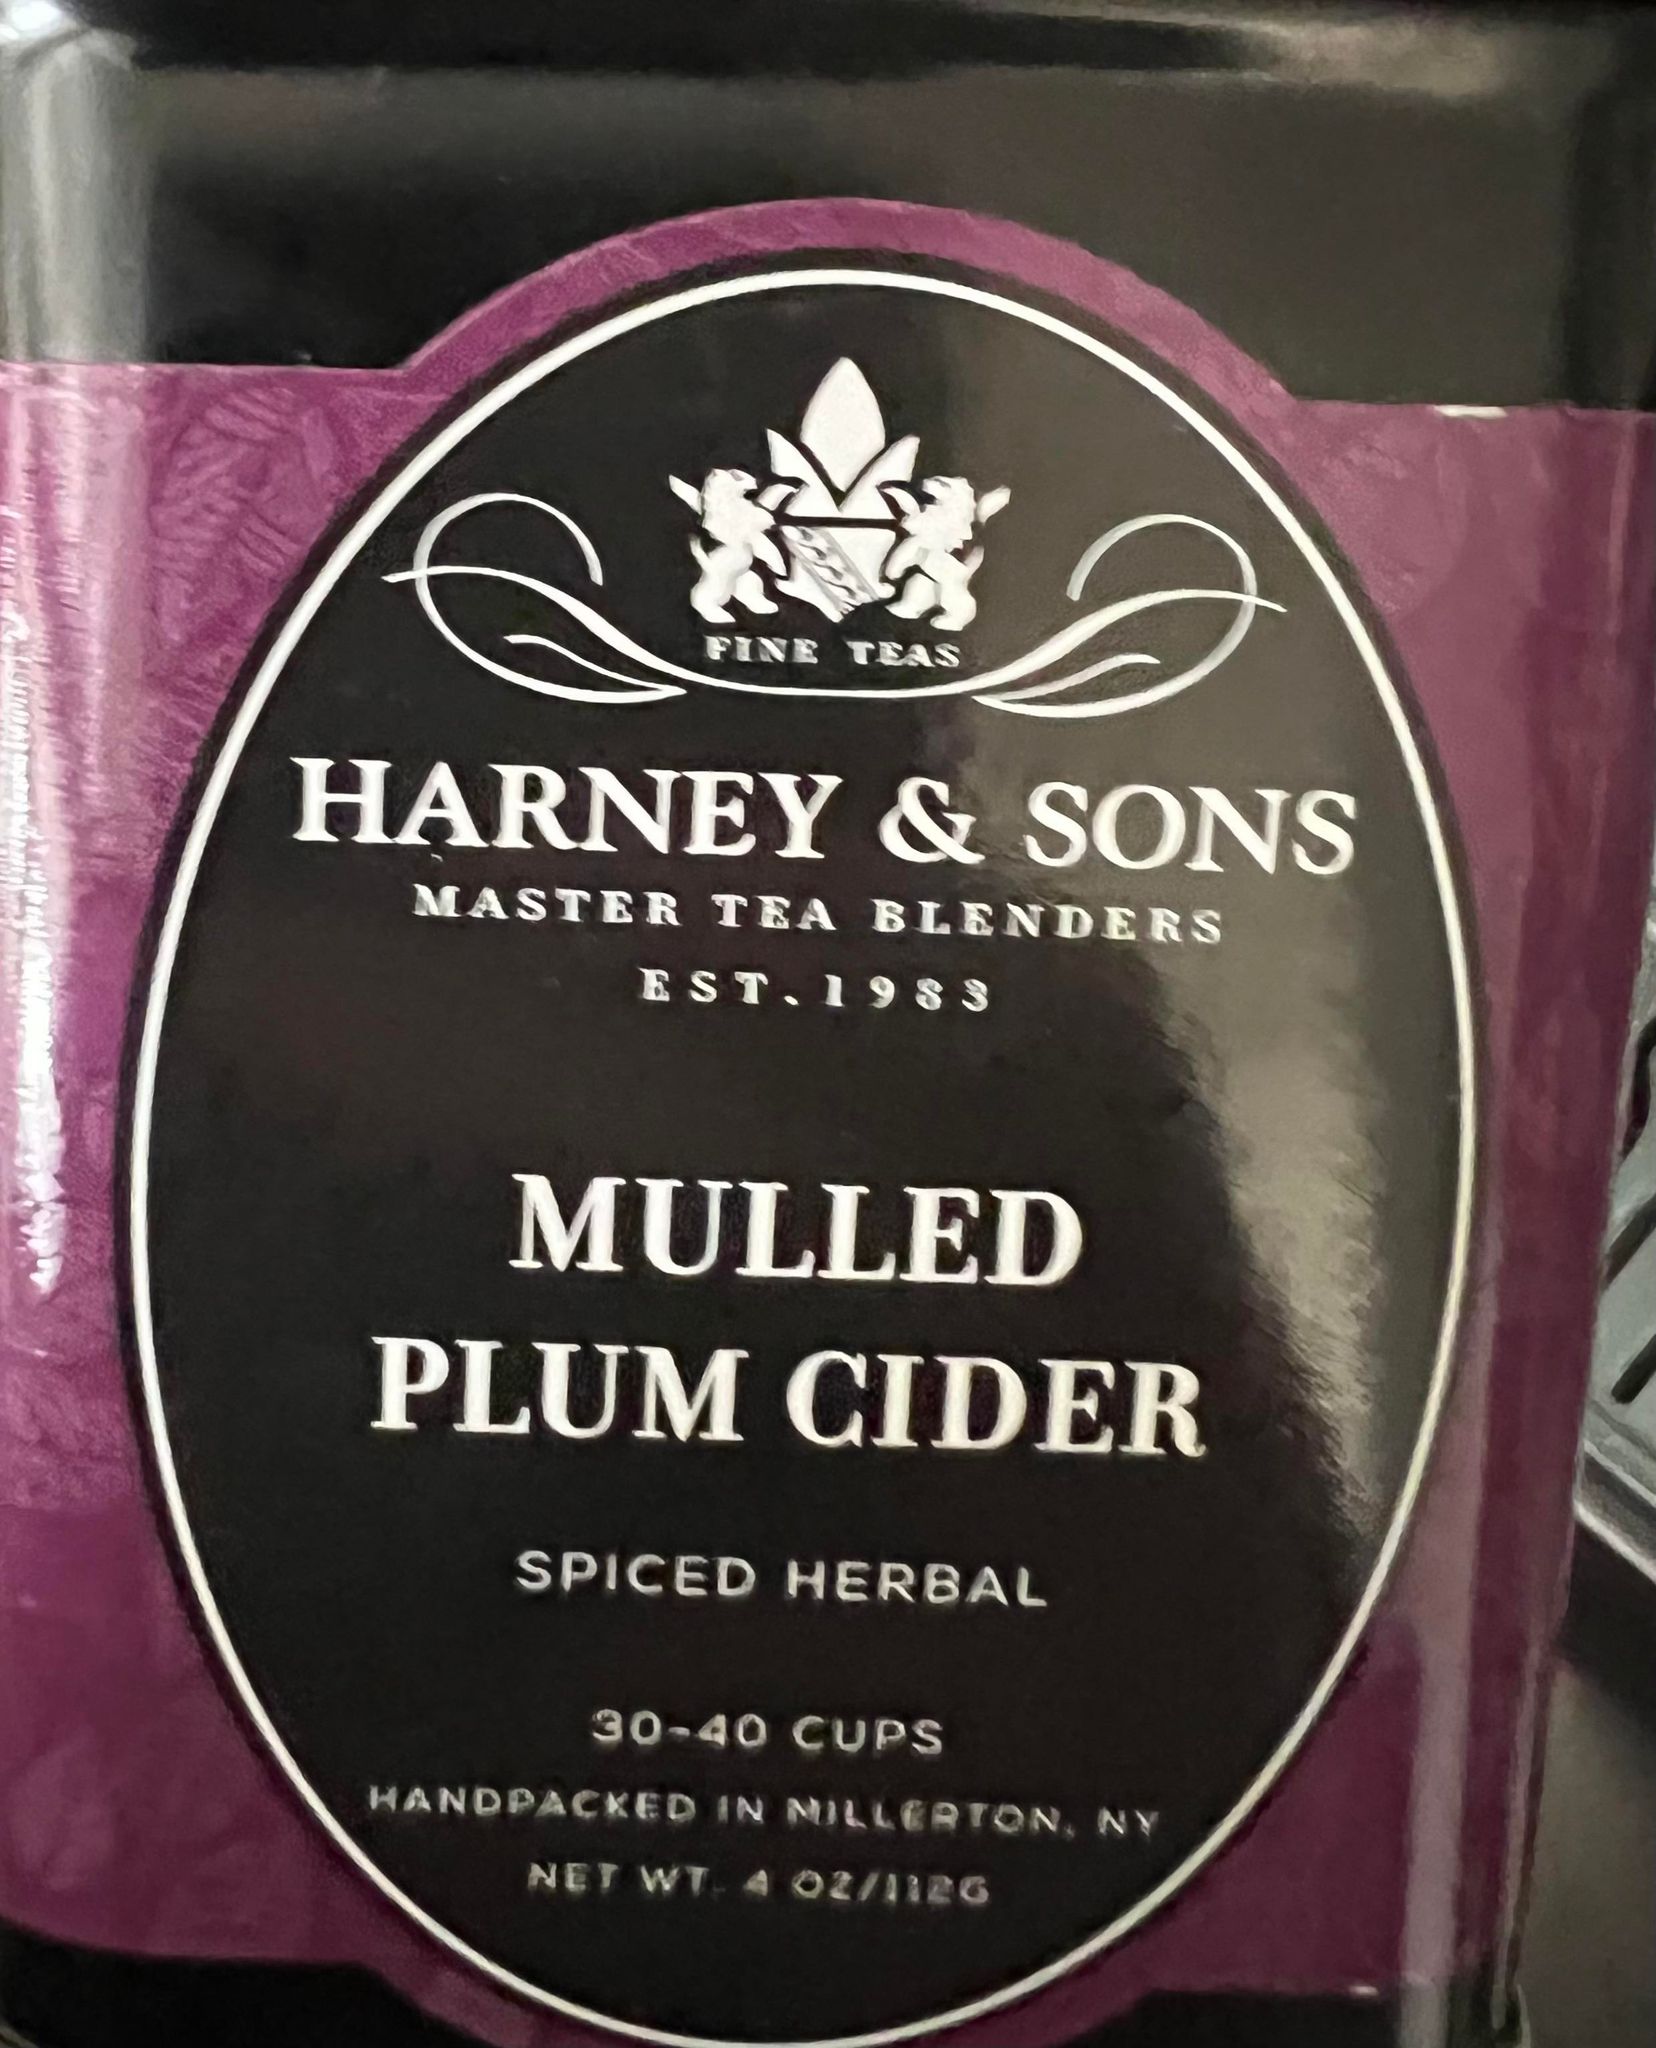 FINE TEAS
HARNEY & SONS
MASTER TEA BLENDERS
EST. 1983
MULLED
PLUM CIDER
SPICED HERBAL
30-40 CUPS
HANDPACKED IN MILLERTON, NY
NET WT. 4 OZ/112G